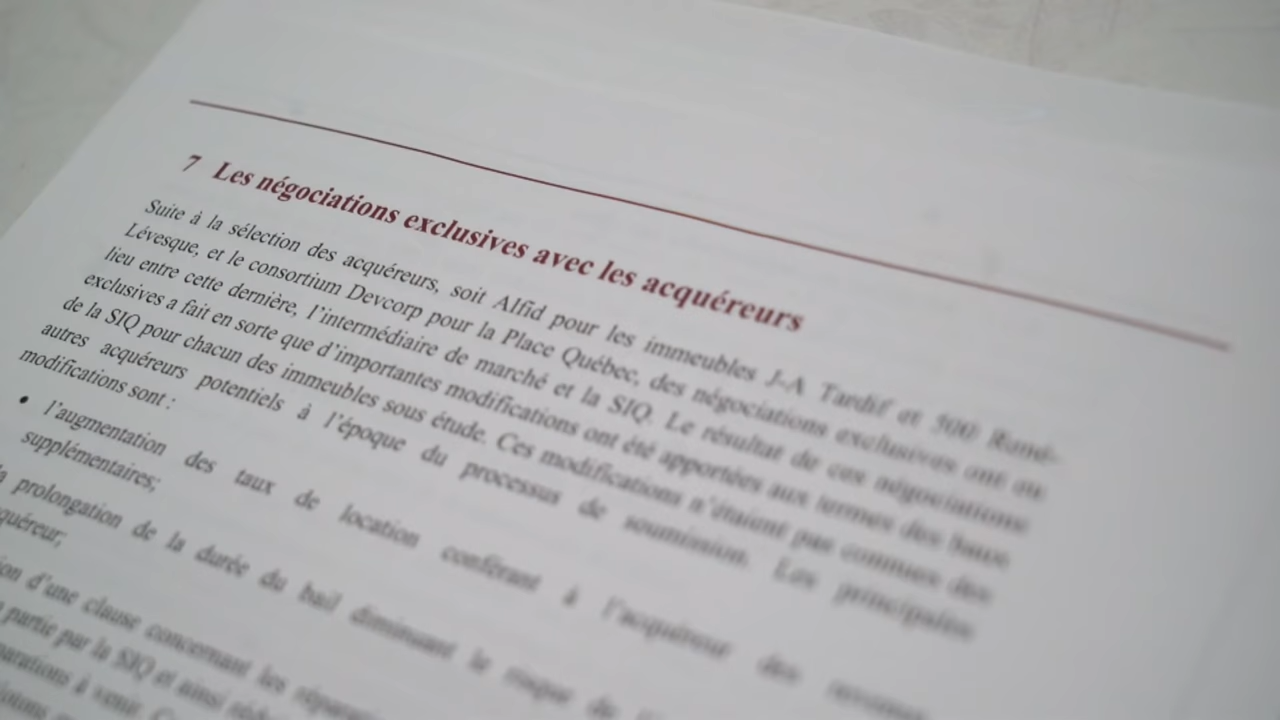 7 Les négociations exclusives avec les acquéreurs
Suite à la sélection des acquéreurs, soit Alfid pour les immeubles J-A Tardif et 500 René-
Lévesque, et le consortium Devcorp pour la Place Québec, des négociations exclusives ont eu
lieu entre cette dernière, l'intermédiaire de marché et la SIQ. Le résultat de ces négociations
exclusives a fait en sorte que d'importantes modifications ont été apportées aux termes des baux
de la SIQ pour chacun des immeubles sous étude. Ces modifications n'étaient pas connues des
autres acquéreurs potentiels à l'époque du processus de soumission. Les principales
modifications sont :
• l'augmentation des taux de location conférant à l'acquéreur des revenus
supplémentaires;
la prolongation de la durée du bail diminuant le risque de
quéreur;
on d'une clause concernant les
partie par la SIQ et ainsi
parations à venir.